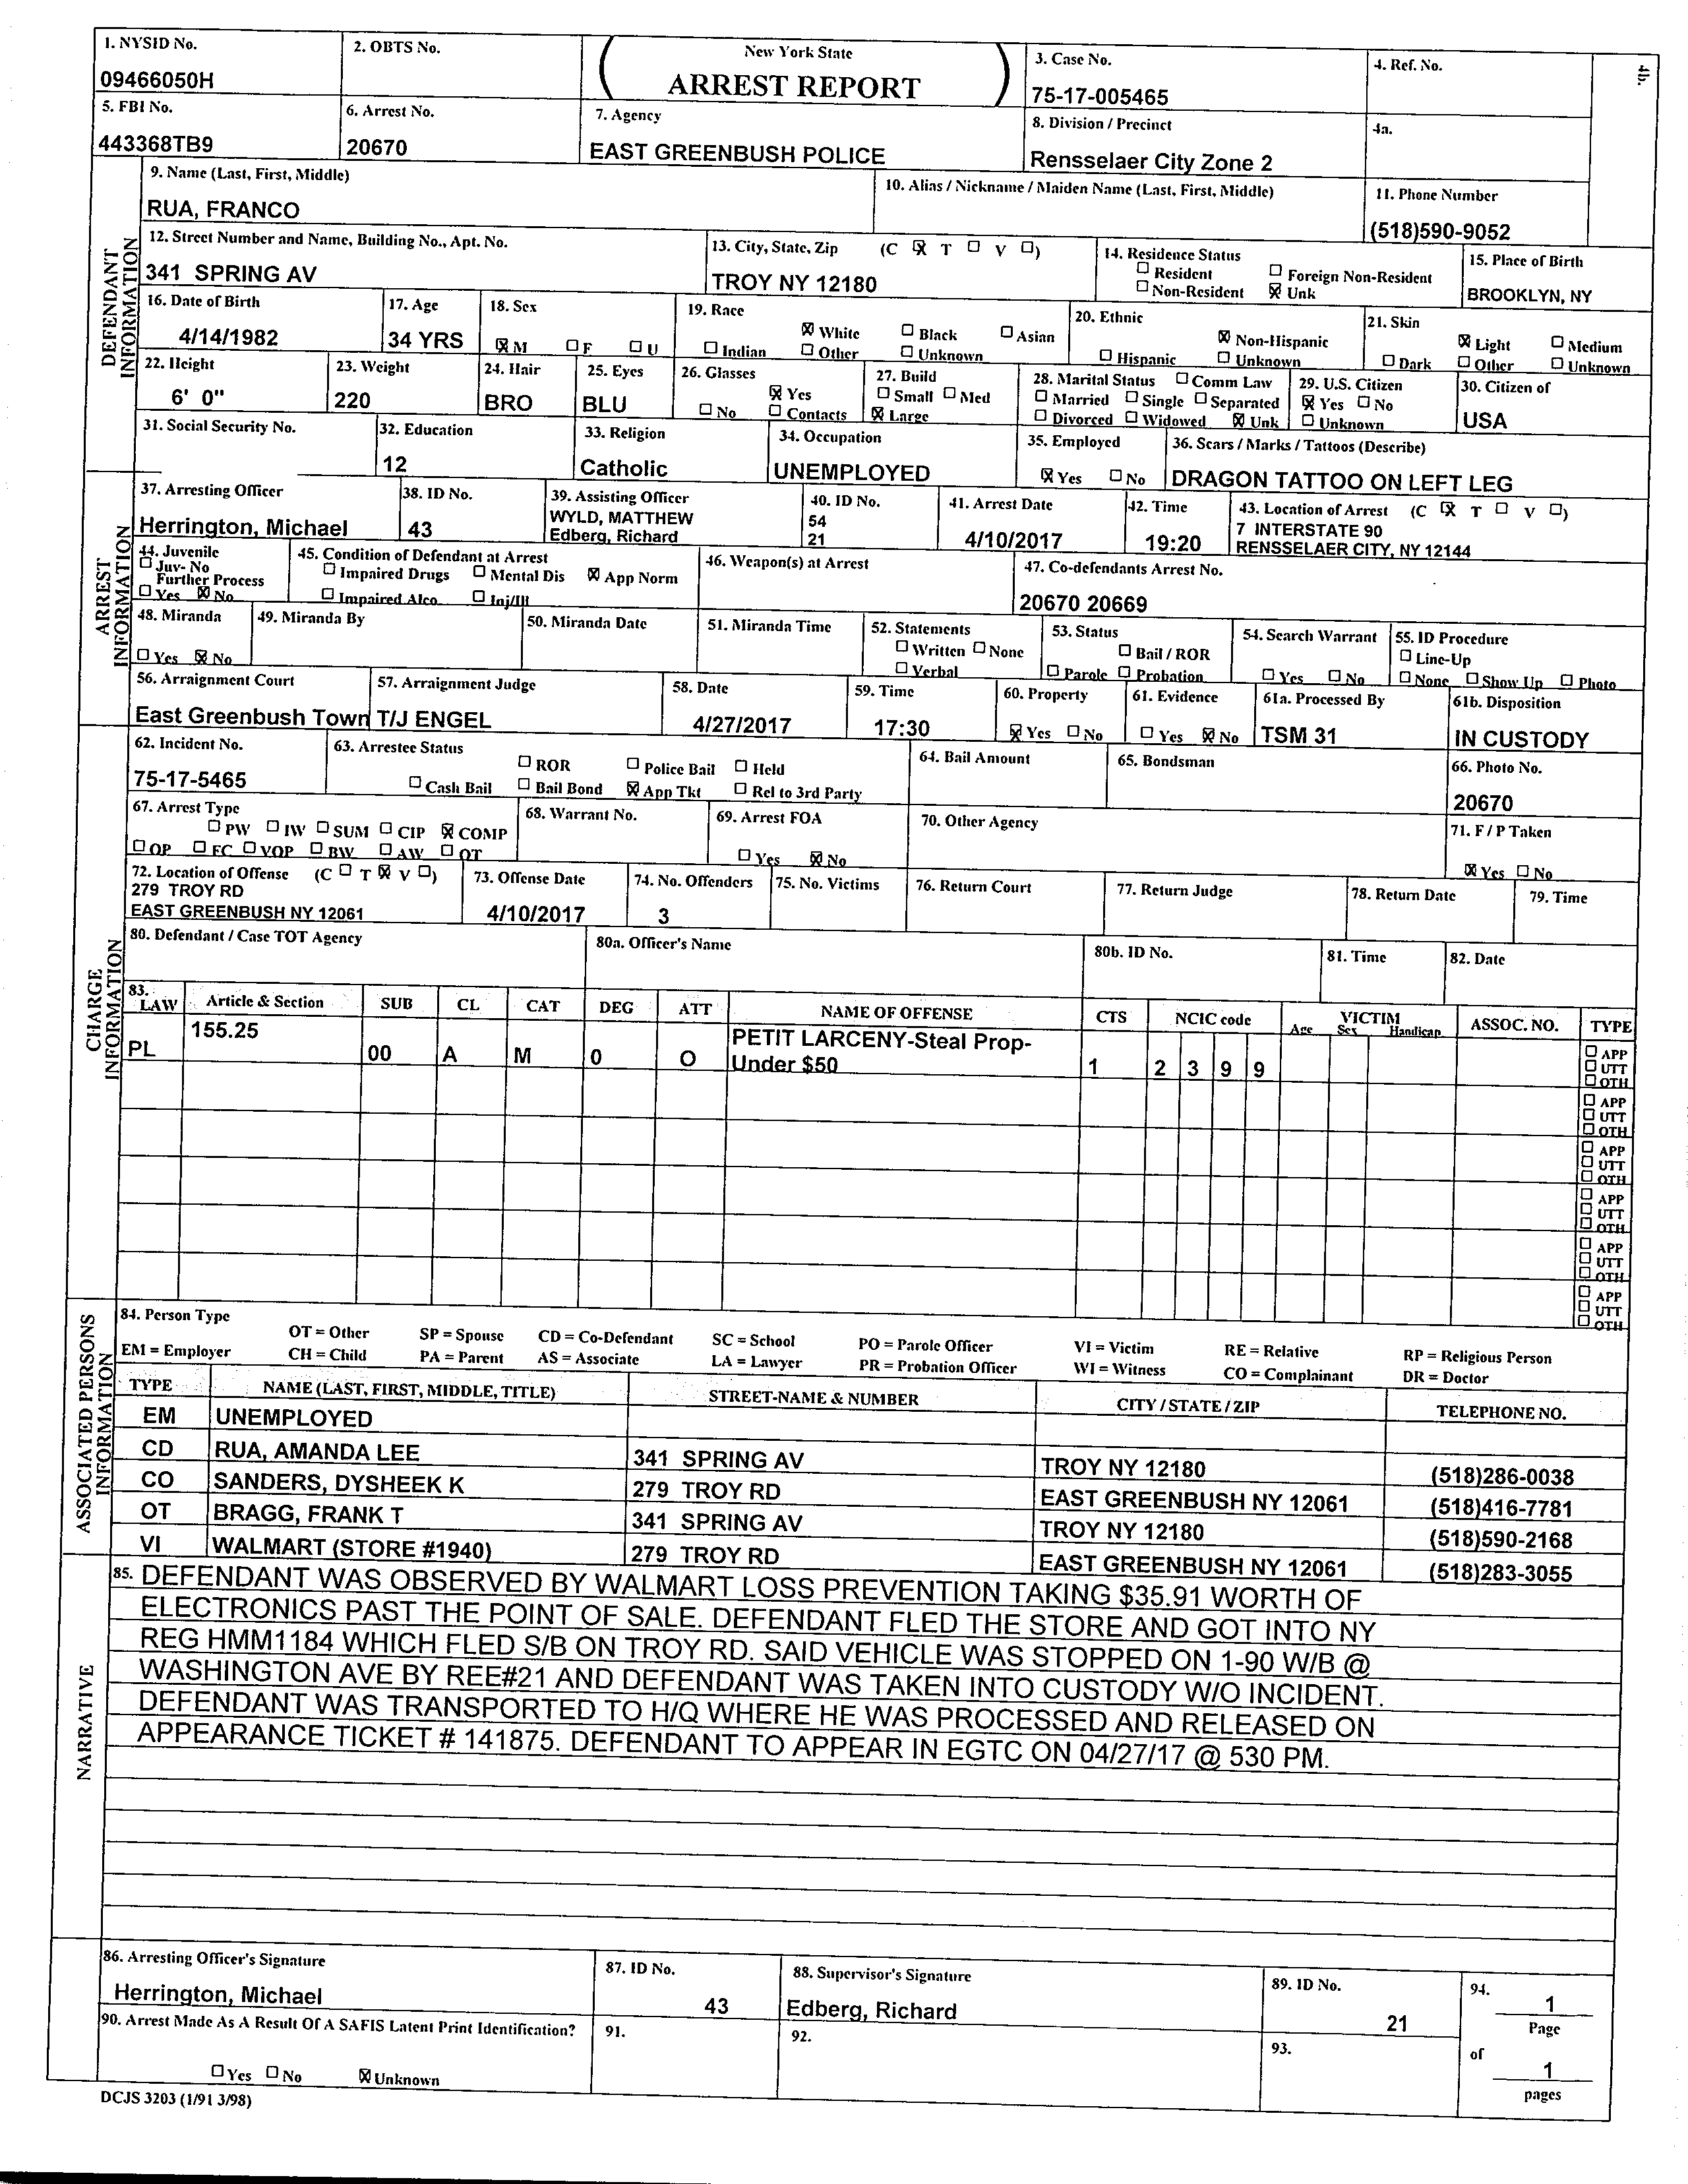 1. NYSID No.
09466050H
2. OBTS No.
New York State
ARREST REPORT
3. Case No.
75-17-005465
4. Ref. No.
4b.
5. FBI No.
443368TB9
6. Arrest No.
20670
7. Agency
EAST GREENBUSH POLICE
8. Division / Precinct
Rensselaer City Zone 2
4a.
DEFENDANT INFORMATION
9. Name (Last, First, Middle)
RUA, FRANCO
10. Alias / Nickname / Maiden Name (Last, First, Middle)
11. Phone Number
(518)590-9052
12. Street Number and Name, Building No., Apt. No.
341 SPRING AV
13. City, State, Zip (C ☒ T ☐ V ☐)
TROY NY 12180
14. Residence Status
☐ Resident ☐ Foreign Non-Resident
☐ Non-Resident ☒ Unk
15. Place of Birth
BROOKLYN, NY
16. Date of Birth
4/14/1982
17. Age
34 YRS
18. Sex
☒ M ☐ F ☐ U
19. Race
☒ White ☐ Black ☐ Asian
☐ Indian ☐ Other ☐ Unknown
20. Ethnic
☒ Non-Hispanic
☐ Hispanic ☐ Unknown
21. Skin
☒ Light ☐ Medium
☐ Dark ☐ Other ☐ Unknown
22. Height
6' 0"
23. Weight
220
24. Hair
BRO
25. Eyes
BLU
26. Glasses
☒ Yes
☐ No ☐ Contacts
27. Build
☐ Small ☐ Med
☒ Large
28. Marital Status ☐ Comm Law
☐ Married ☐ Single ☐ Separated
☐ Divorced ☐ Widowed ☒ Unk
29. U.S. Citizen
☒ Yes ☐ No
☐ Unknown
30. Citizen of
USA
31. Social Security No.
32. Education
12
33. Religion
Catholic
34. Occupation
UNEMPLOYED
35. Employed
☒ Yes ☐ No
36. Scars / Marks / Tattoos (Describe)
DRAGON TATTOO ON LEFT LEG
ARREST INFORMATION
37. Arresting Officer
Herrington, Michael
38. ID No.
43
39. Assisting Officer
WYLD, MATTHEW
Edberg, Richard
40. ID No.
54
21
41. Arrest Date
4/10/2017
42. Time
19:20
43. Location of Arrest (C ☒ T ☐ V ☐)
7 INTERSTATE 90
RENSSELAER CITY, NY 12144
44. Juvenile
☐ Juv- No
Further Process
☐ Yes ☒ No
45. Condition of Defendant at Arrest
☐ Impaired Drugs ☐ Mental Dis ☒ App Norm
☐ Impaired Alco ☐ Inj/Ill
46. Weapon(s) at Arrest
47. Co-defendants Arrest No.
20670 20669
48. Miranda
☐ Yes ☒ No
49. Miranda By
50. Miranda Date
51. Miranda Time
52. Statements
☐ Written ☐ None
☐ Verbal
53. Status
☐ Bail / ROR
☐ Parole ☐ Probation
54. Search Warrant
☐ Yes ☐ No
55. ID Procedure
☐ Line-Up
☐ None ☐ Show Up ☐ Photo
56. Arraignment Court
East Greenbush Town
57. Arraignment Judge
T/J ENGEL
58. Date
4/27/2017
59. Time
17:30
60. Property
☒ Yes ☐ No
61. Evidence
☐ Yes ☒ No
61a. Processed By
TSM 31
61b. Disposition
IN CUSTODY
CHARGE INFORMATION
62. Incident No.
75-17-5465
63. Arrestee Status
☐ ROR ☐ Police Bail ☐ Held
☐ Cash Bail ☐ Bail Bond ☒ App Tkt ☐ Rel to 3rd Party
64. Bail Amount
65. Bondsman
66. Photo No.
20670
67. Arrest Type
☐ PW ☐ IW ☐ SUM ☐ CIP ☒ COMP
☐ OP ☐ FC ☐ VOP ☐ BW ☐ AW ☐ OT
68. Warrant No.
69. Arrest FOA
☐ Yes ☒ No
70. Other Agency
71. F / P Taken
☒ Yes ☐ No
72. Location of Offense (C ☐ T ☒ V ☐)
279 TROY RD
EAST GREENBUSH NY 12061
73. Offense Date
4/10/2017
74. No. Offenders
3
75. No. Victims
76. Return Court
77. Return Judge
78. Return Date
79. Time
80. Defendant / Case TOT Agency
80a. Officer's Name
80b. ID No.
81. Time
82. Date
83. LAW Article & Section SUB CL CAT DEG ATT NAME OF OFFENSE CTS NCIC code VICTIM Age Sex Handicap ASSOC. NO. TYPE
PL 155.25 00 A M 0 O PETIT LARCENY-Steal Prop-
Under $50 1 2 3 9 9 ☐ APP ☐ UTT ☐ OTH
☐ APP ☐ UTT ☐ OTH
☐ APP ☐ UTT ☐ OTH
☐ APP ☐ UTT ☐ OTH
☐ APP ☐ UTT ☐ OTH
☐ APP ☐ UTT ☐ OTH
ASSOCIATED PERSONS INFORMATION
84. Person Type
OT = Other SP = Spouse CD = Co-Defendant SC = School PO = Parole Officer VI = Victim RE = Relative RP = Religious Person
EM = Employer CH = Child PA = Parent AS = Associate LA = Lawyer PR = Probation Officer WI = Witness CO = Complainant DR = Doctor
TYPE NAME (LAST, FIRST, MIDDLE, TITLE) STREET-NAME & NUMBER CITY / STATE / ZIP TELEPHONE NO.
EM UNEMPLOYED
CD RUA, AMANDA LEE 341 SPRING AV TROY NY 12180 (518)286-0038
CO SANDERS, DYSHEEK K 279 TROY RD EAST GREENBUSH NY 12061 (518)416-7781
OT BRAGG, FRANK T 341 SPRING AV TROY NY 12180 (518)590-2168
VI WALMART (STORE #1940) 279 TROY RD EAST GREENBUSH NY 12061 (518)283-3055
NARRATIVE
85. DEFENDANT WAS OBSERVED BY WALMART LOSS PREVENTION TAKING $35.91 WORTH OF
ELECTRONICS PAST THE POINT OF SALE. DEFENDANT FLED THE STORE AND GOT INTO NY
REG HMM1184 WHICH FLED S/B ON TROY RD. SAID VEHICLE WAS STOPPED ON 1-90 W/B @
WASHINGTON AVE BY REE#21 AND DEFENDANT WAS TAKEN INTO CUSTODY W/O INCIDENT.
DEFENDANT WAS TRANSPORTED TO H/Q WHERE HE WAS PROCESSED AND RELEASED ON
APPEARANCE TICKET # 141875. DEFENDANT TO APPEAR IN EGTC ON 04/27/17 @ 530 PM.
86. Arresting Officer's Signature
Herrington, Michael
87. ID No.
43
88. Supervisor's Signature
Edberg, Richard
89. ID No.
21
94.
1
Page
of
1
pages
90. Arrest Made As A Result Of A SAFIS Latent Print Identification?
☐ Yes ☐ No ☒ Unknown
91.
92.
93.
DCJS 3203 (1/91 3/98)